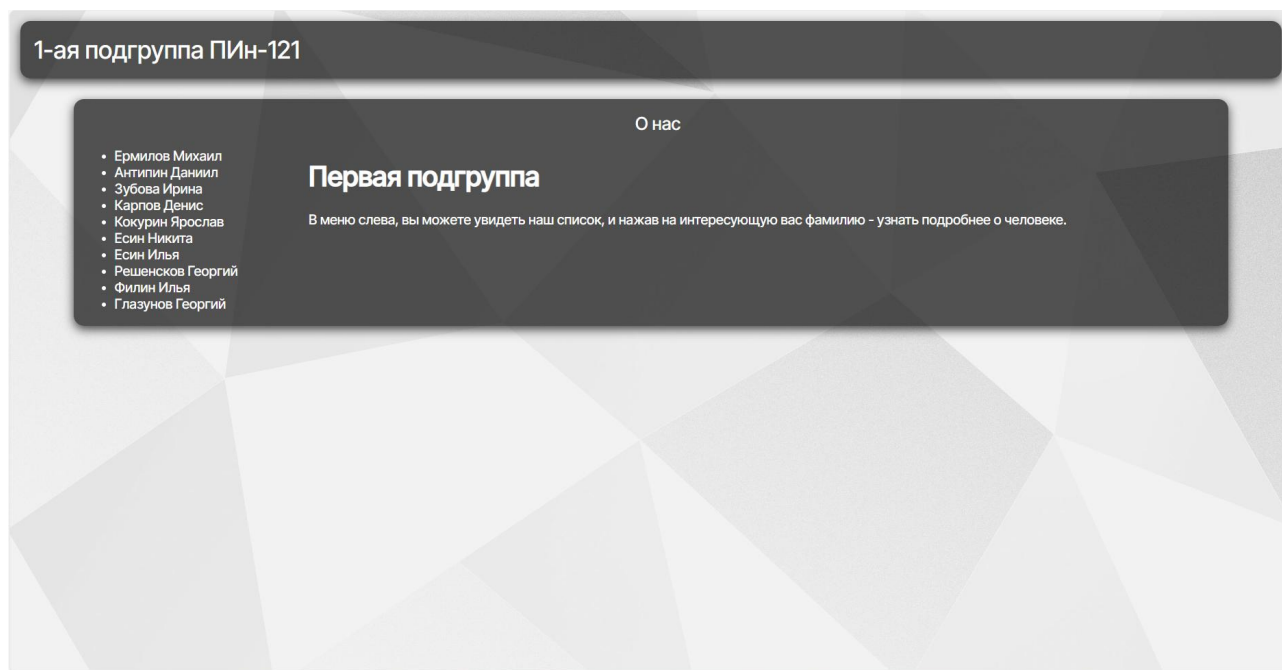 1-ая подгруппа ПИн-121
О нас
Ермилов Михаил
Антипин Даниил
Зубова Ирина
Карпов Денис
Кокурин Ярослав
Есин Никита
Есин Илья
Решенсков Георгий
Филин Илья
Глазунов Георгий
Первая подгруппа
В меню слева, вы можете увидеть наш список, и нажав на интересующую вас фамилию - узнать подробнее о человеке.